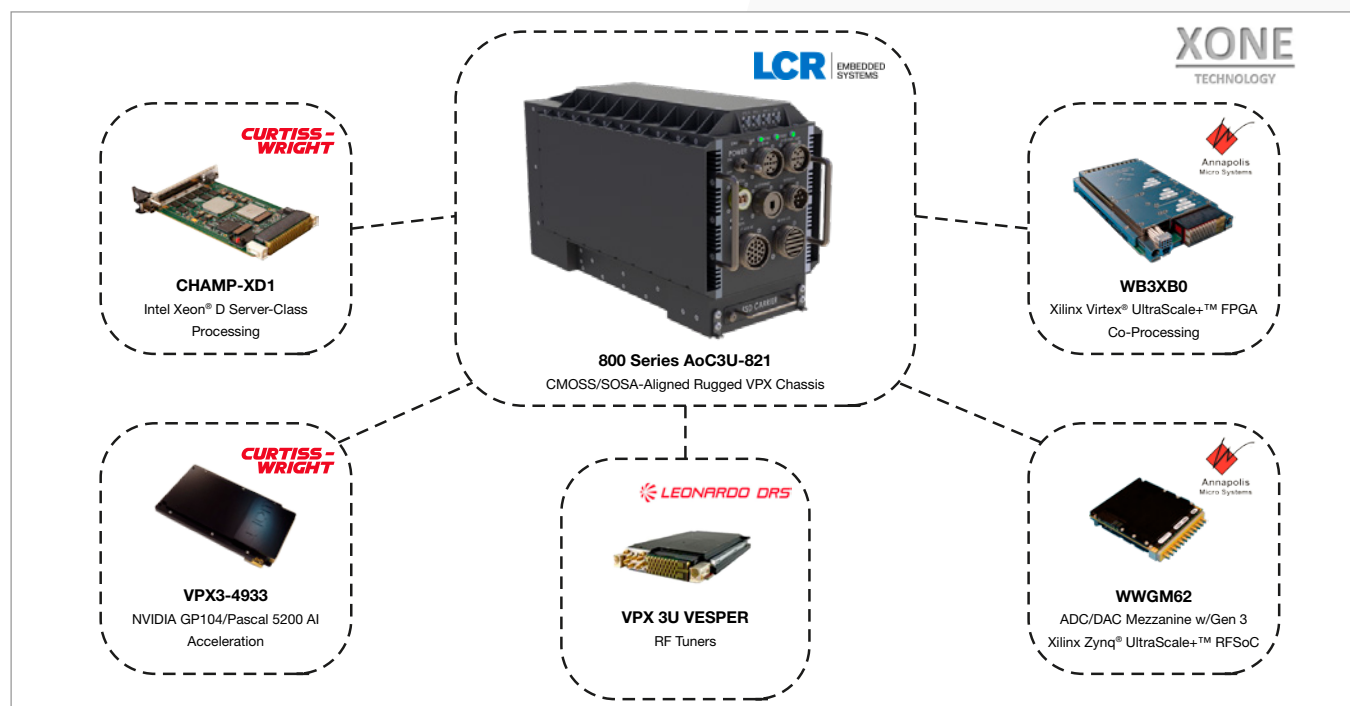 XONE
TECHNOLOGY
LCR EMBEDDED
SYSTEMS
POWER
SSD CARRIER
800 Series AoC3U-821
CMOSS/SOSA-Aligned Rugged VPX Chassis
CURTISS-
WRIGHT
CHAMP-XD1
Intel Xeon® D Server-Class
Processing
Annapolis
Micro Systems
WB3XB0
Xilinx Virtex® UltraScale+™ FPGA
Co-Processing
CURTISS-
WRIGHT
VPX3-4933
NVIDIA GP104/Pascal 5200 AI
Acceleration
LEONARDO DRS
VPX 3U VESPER
RF Tuners
Annapolis
Micro Systems
WWGM62
ADC/DAC Mezzanine w/Gen 3
Xilinx Zynq® UltraScale+™ RFSoC